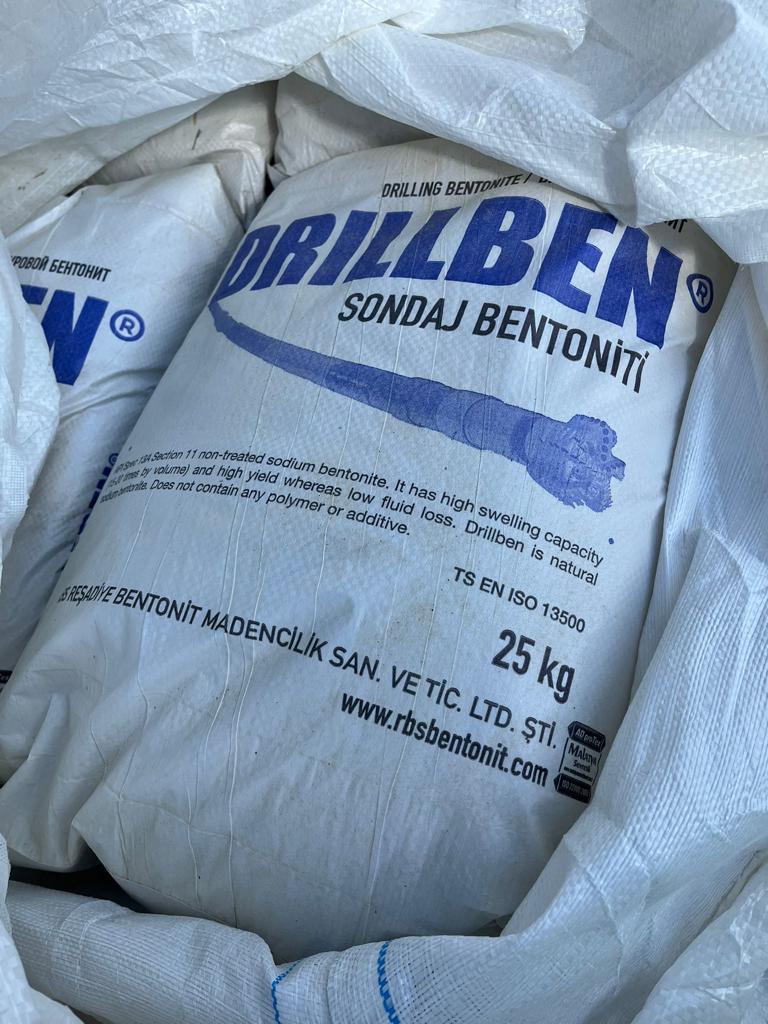 DRILLING BENTONITE /
DRILLBEN®
SONDAJ BENTONİTİ
API Spec 13A Section 11 non-treated sodium bentonite. It has high swelling capacity
times by volume) and high yield whereas low fluid loss. Drillben is natural
sodium bentonite. Does not contain any polymer or additive.
TS EN ISO 13500
25 kg
REŞADİYE BENTONİT MADENCİLİK SAN. VE TİC. LTD. ŞTİ.
www.rbsbentonit.com
AD proTex
MALATYA
БЕНТОНИТ
EN®